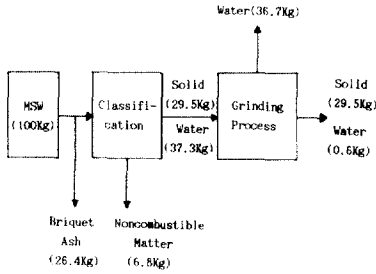 Water(36.7Kg)
MSW
(100Kg)
Classifi-
cation
Solid
(29.5Kg)
Water
(37.3Kg)
Grinding
Process
Solid
(29.5Kg)
Water
(0.6Kg)
Briquet
Ash
(26.4Kg)
Noncombustible
Matter
(6.8Kg)